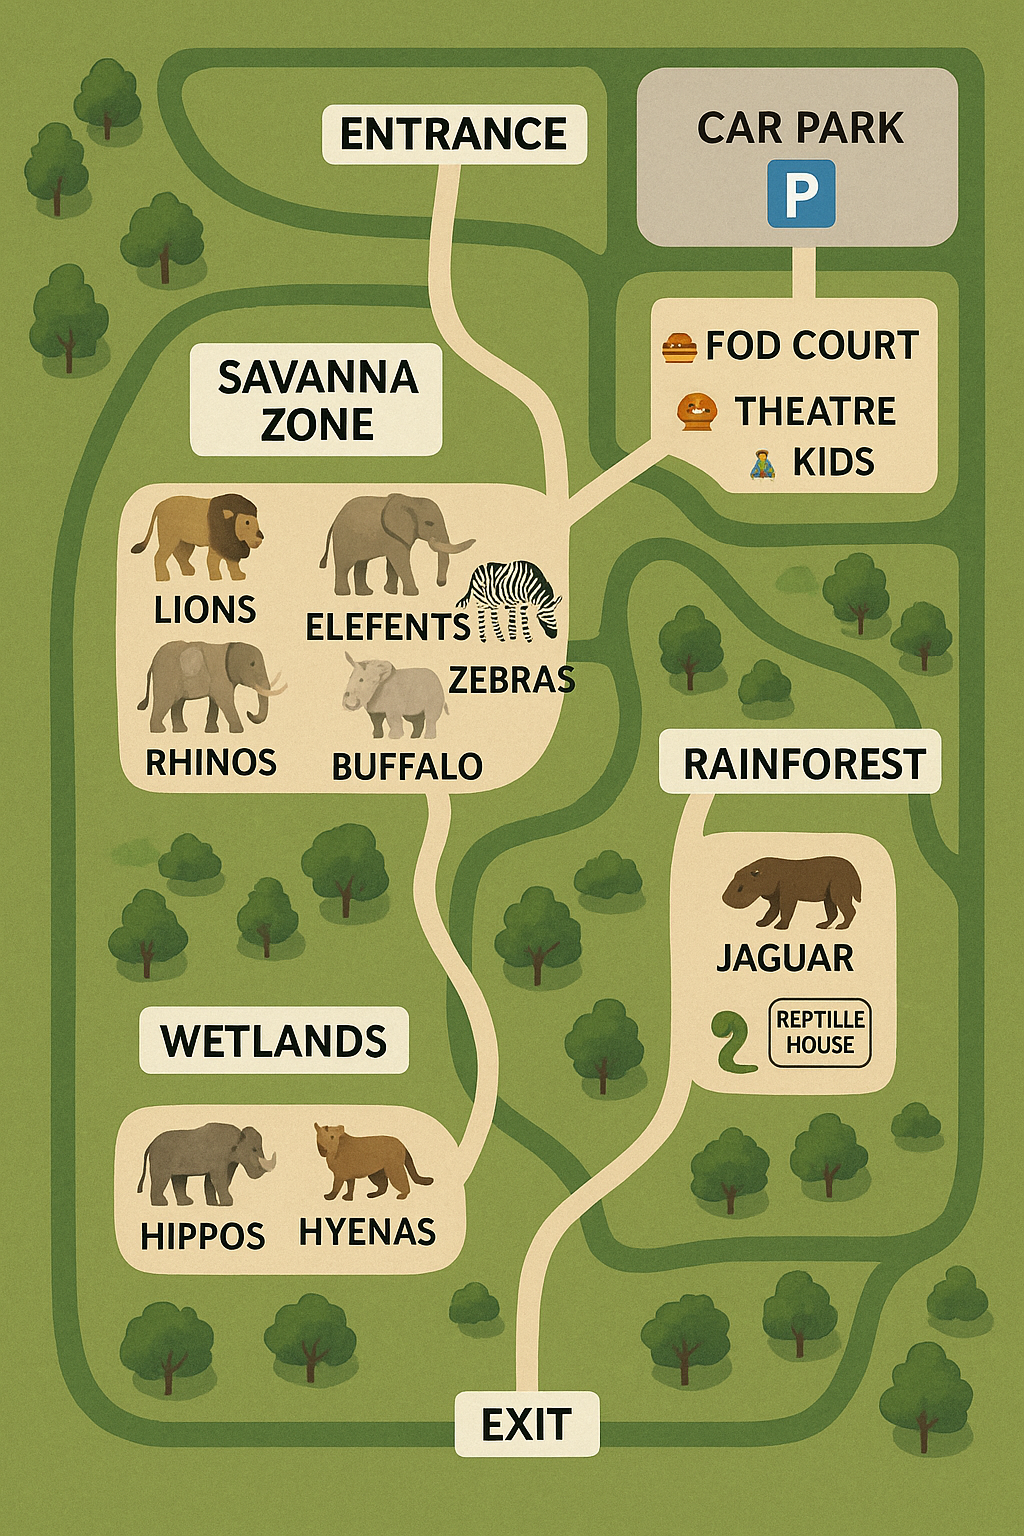 ENTRANCE
CAR PARK
P
FOD COURT
THEATRE
KIDS
SAVANNA
ZONE
LIONS
ELEFENTS
ZEBRAS
RHINOS
BUFFALO
RAINFOREST
JAGUAR
REPTILLE
HOUSE
WETLANDS
HIPPOS
HYENAS
EXIT